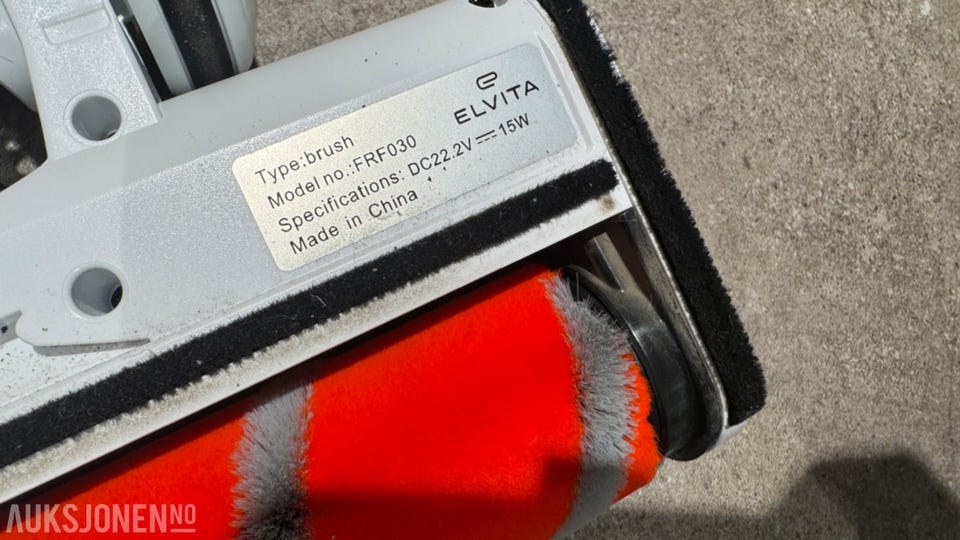 ELVITA
Type:brush
Model no.:FRF030
Specifications: DC22.2V⎓15W
Made in China
AUKSJONEN NO